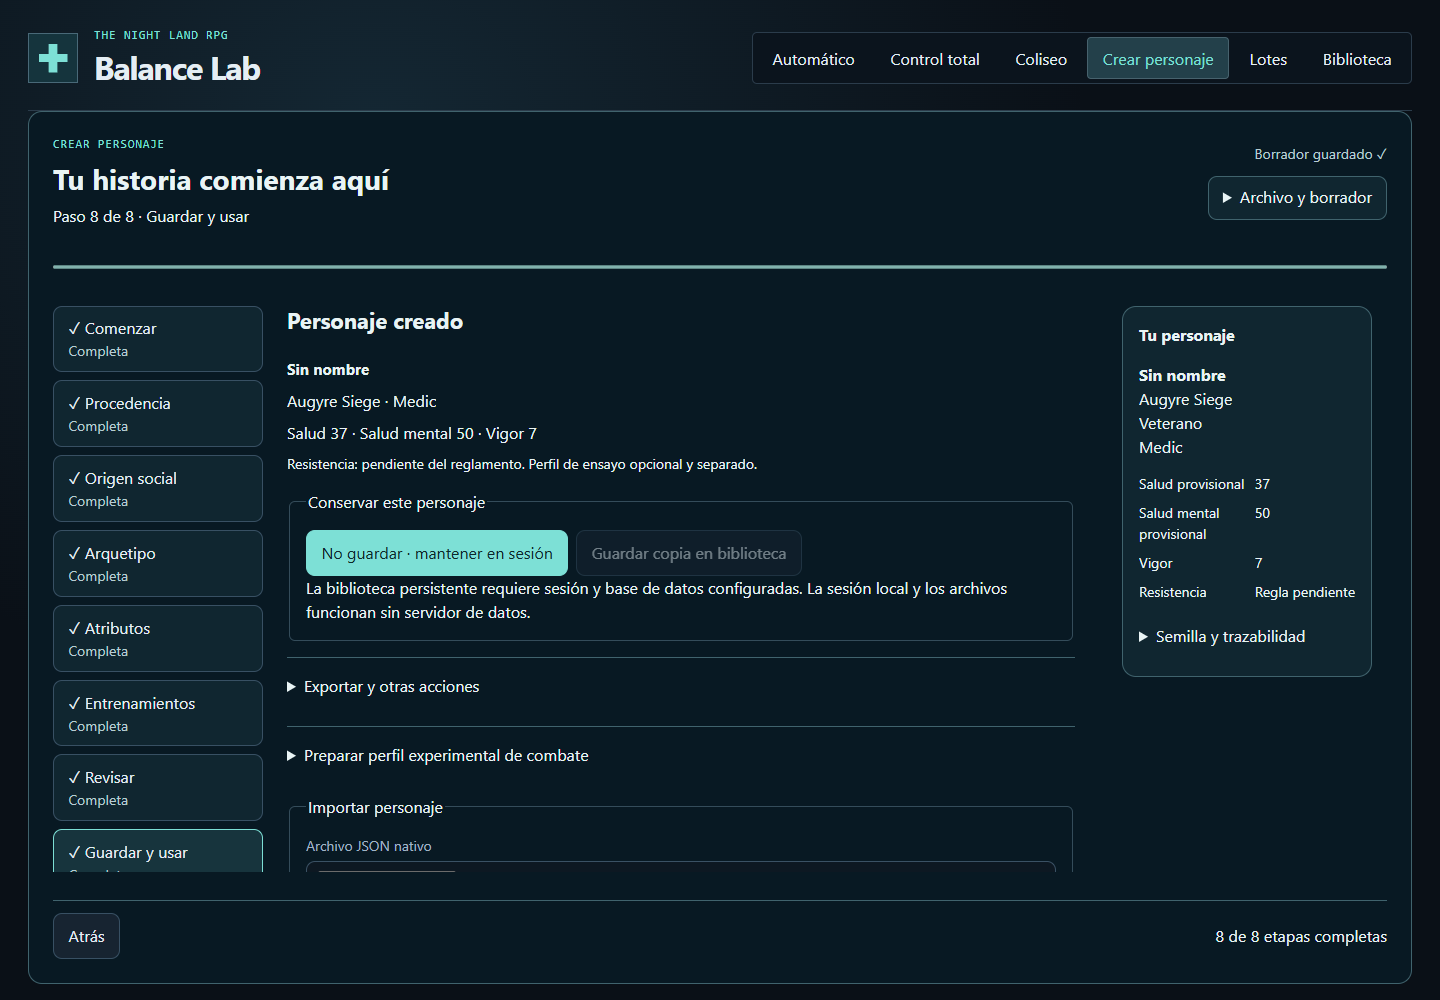 THE NIGHT LAND RPG
Balance Lab
Automático
Control total
Coliseo
Crear personaje
Lotes
Biblioteca
CREAR PERSONAJE
Tu historia comienza aquí
Paso 8 de 8 · Guardar y usar
Borrador guardado ✓
▶ Archivo y borrador
✓ Comenzar
Completa
✓ Procedencia
Completa
✓ Origen social
Completa
✓ Arquetipo
Completa
✓ Atributos
Completa
✓ Entrenamientos
Completa
✓ Revisar
Completa
✓ Guardar y usar
Personaje creado
Sin nombre
Augyre Siege · Medic
Salud 37 · Salud mental 50 · Vigor 7
Resistencia: pendiente del reglamento. Perfil de ensayo opcional y separado.
Conservar este personaje
No guardar · mantener en sesión
Guardar copia en biblioteca
La biblioteca persistente requiere sesión y base de datos configuradas. La sesión local y los archivos
funcionan sin servidor de datos.
▶ Exportar y otras acciones
▶ Preparar perfil experimental de combate
Importar personaje
Archivo JSON nativo
Tu personaje
Sin nombre
Augyre Siege
Veterano
Medic
Salud provisional 37
Salud mental 50
provisional
Vigor 7
Resistencia Regla pendiente
▶ Semilla y trazabilidad
Atrás
8 de 8 etapas completas